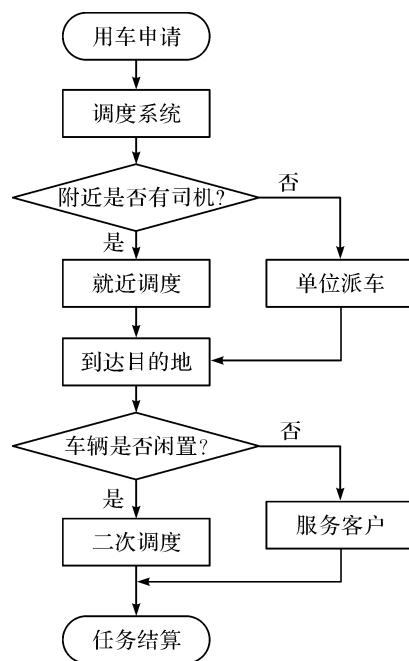 用车申请
调度系统
附近是否有司机?
否
是
就近调度
单位派车
到达目的地
车辆是否闲置?
否
是
二次调度
服务客户
任务结算